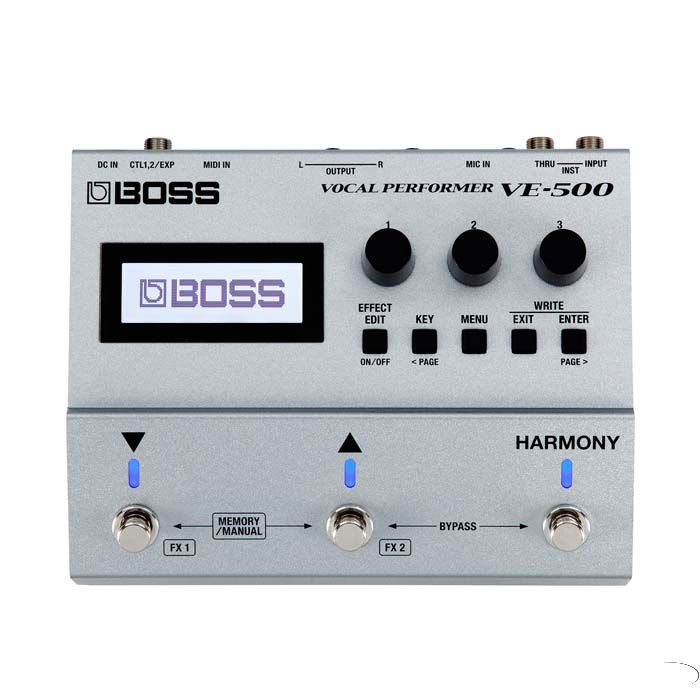 DC IN CTL1,2/EXP MIDI IN L R OUTPUT MIC IN THRU INPUT INST
BOSS
VOCAL PERFORMER VE-500
1 2 3
BOSS
EFFECT EDIT KEY MENU WRITE EXIT ENTER
ON/OFF < PAGE PAGE >
HARMONY
MEMORY
/MANUAL
BYPASS
FX 1 FX 2